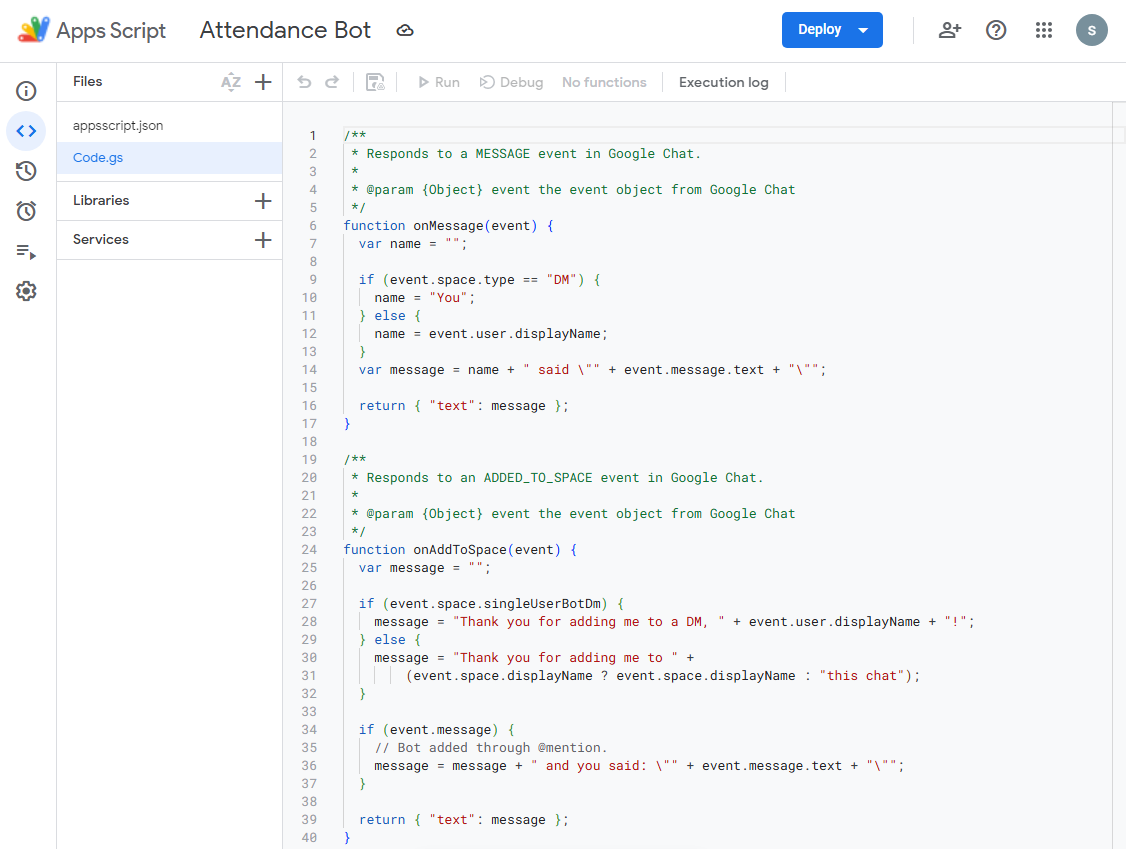 Apps Script
Attendance Bot
Deploy
S
Files
AZ
appsscript.json
Code.gs
Libraries
Services
Run
Debug
No functions
Execution log
1 /**
2  * Responds to a MESSAGE event in Google Chat.
3  *
4  * @param {Object} event the event object from Google Chat
5  */
6 function onMessage(event) {
7   var name = "";
8
9   if (event.space.type == "DM") {
10     name = "You";
11   } else {
12     name = event.user.displayName;
13   }
14   var message = name + " said \"" + event.message.text + "\"";
15
16   return { "text": message };
17 }
18
19 /**
20  * Responds to an ADDED_TO_SPACE event in Google Chat.
21  *
22  * @param {Object} event the event object from Google Chat
23  */
24 function onAddToSpace(event) {
25   var message = "";
26
27   if (event.space.singleUserBotDm) {
28     message = "Thank you for adding me to a DM, " + event.user.displayName + "!";
29   } else {
30     message = "Thank you for adding me to " +
31         (event.space.displayName ? event.space.displayName : "this chat");
32   }
33
34   if (event.message) {
35     // Bot added through @mention.
36     message = message + " and you said: \"" + event.message.text + "\"";
37   }
38
39   return { "text": message };
40 }